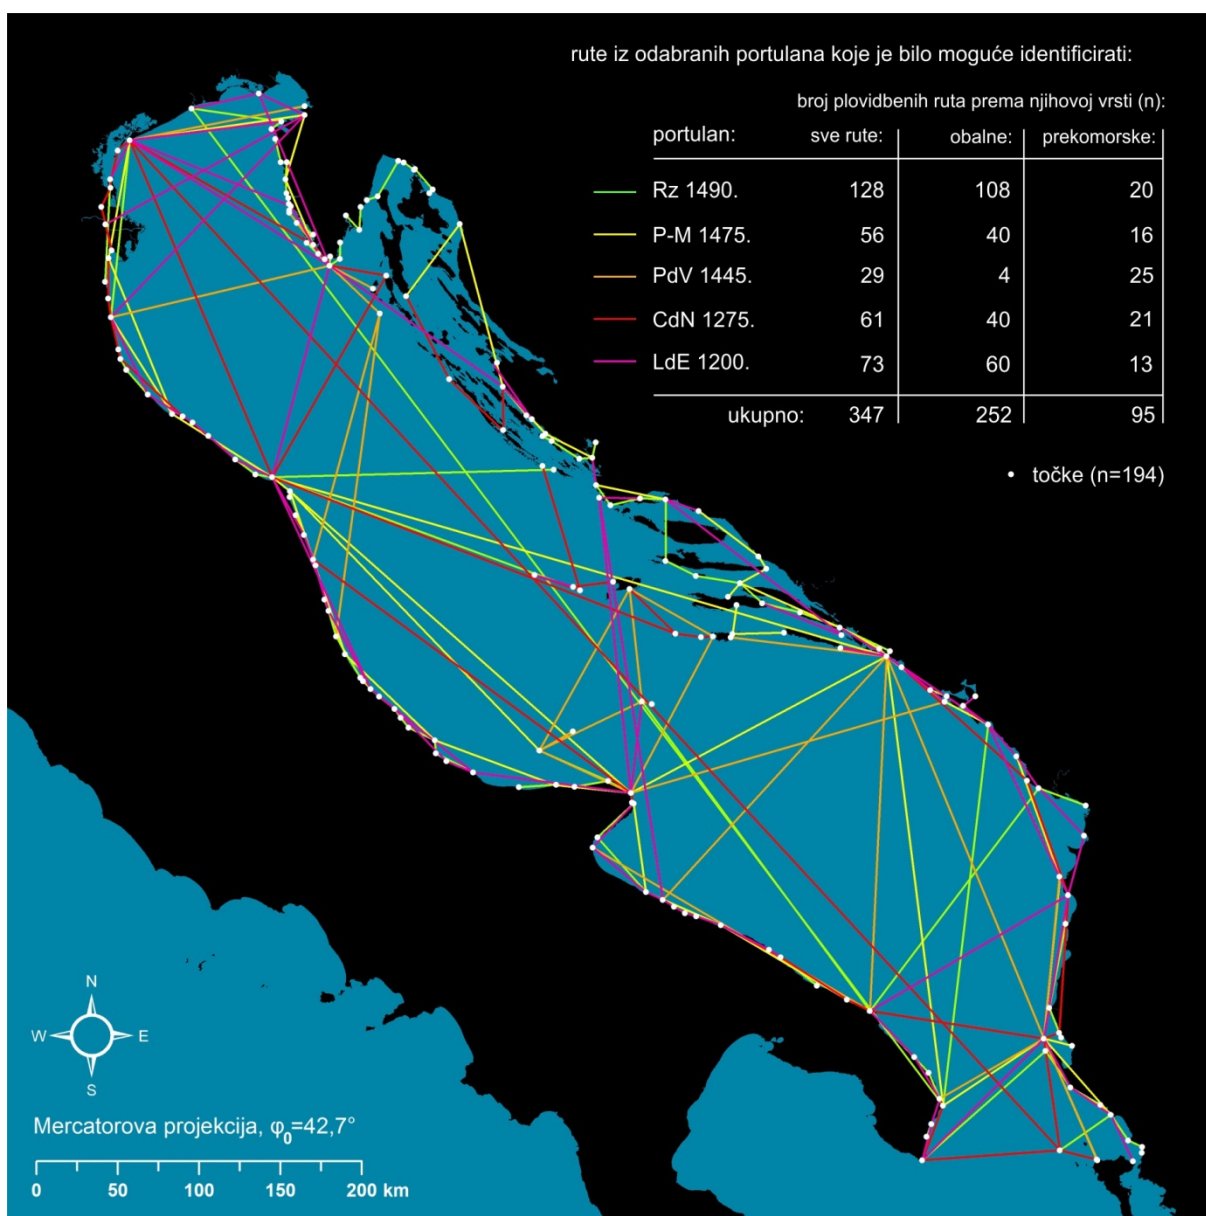 rute iz odabranih portulana koje je bilo moguće identificirati:
broj plovidbenih ruta prema njihovoj vrsti (n):
portulan: sve rute: obalne: prekomorske:
Rz 1490. 128 108 20
P-M 1475. 56 40 16
PdV 1445. 29 4 25
CdN 1275. 61 40 21
LdE 1200. 73 60 13
ukupno: 347 252 95
točke (n=194)
N
W E
S
Mercatorova projekcija, φ0=42,7°
0 50 100 150 200 km